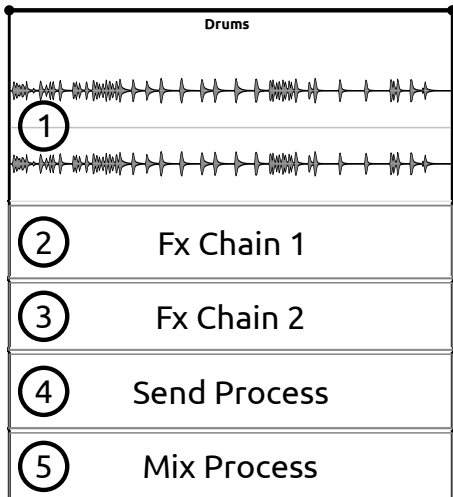 Drums
1
2 Fx Chain 1
3 Fx Chain 2
4 Send Process
5 Mix Process